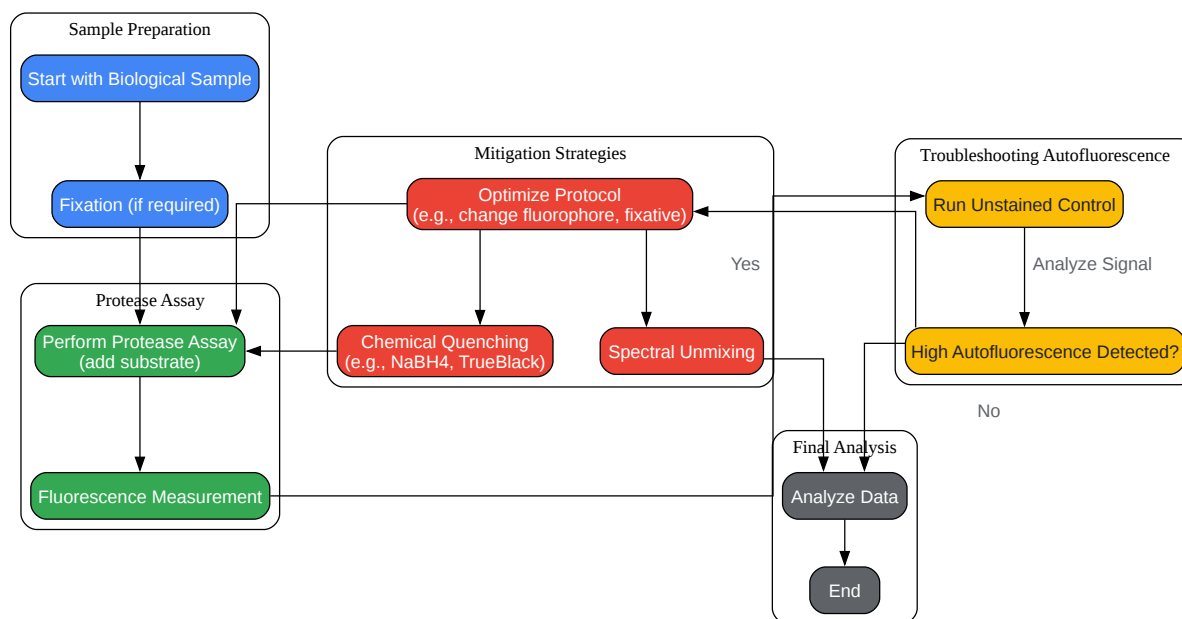 Sample Preparation
Start with Biological Sample
Fixation (if required)
Protease Assay
Perform Protease Assay
(add substrate)
Fluorescence Measurement
Mitigation Strategies
Optimize Protocol
(e.g., change fluorophore, fixative)
Yes
Chemical Quenching
(e.g., NaBH4, TrueBlack)
Spectral Unmixing
Troubleshooting Autofluorescence
Run Unstained Control
Analyze Signal
High Autofluorescence Detected?
No
Final Analysis
Analyze Data
End